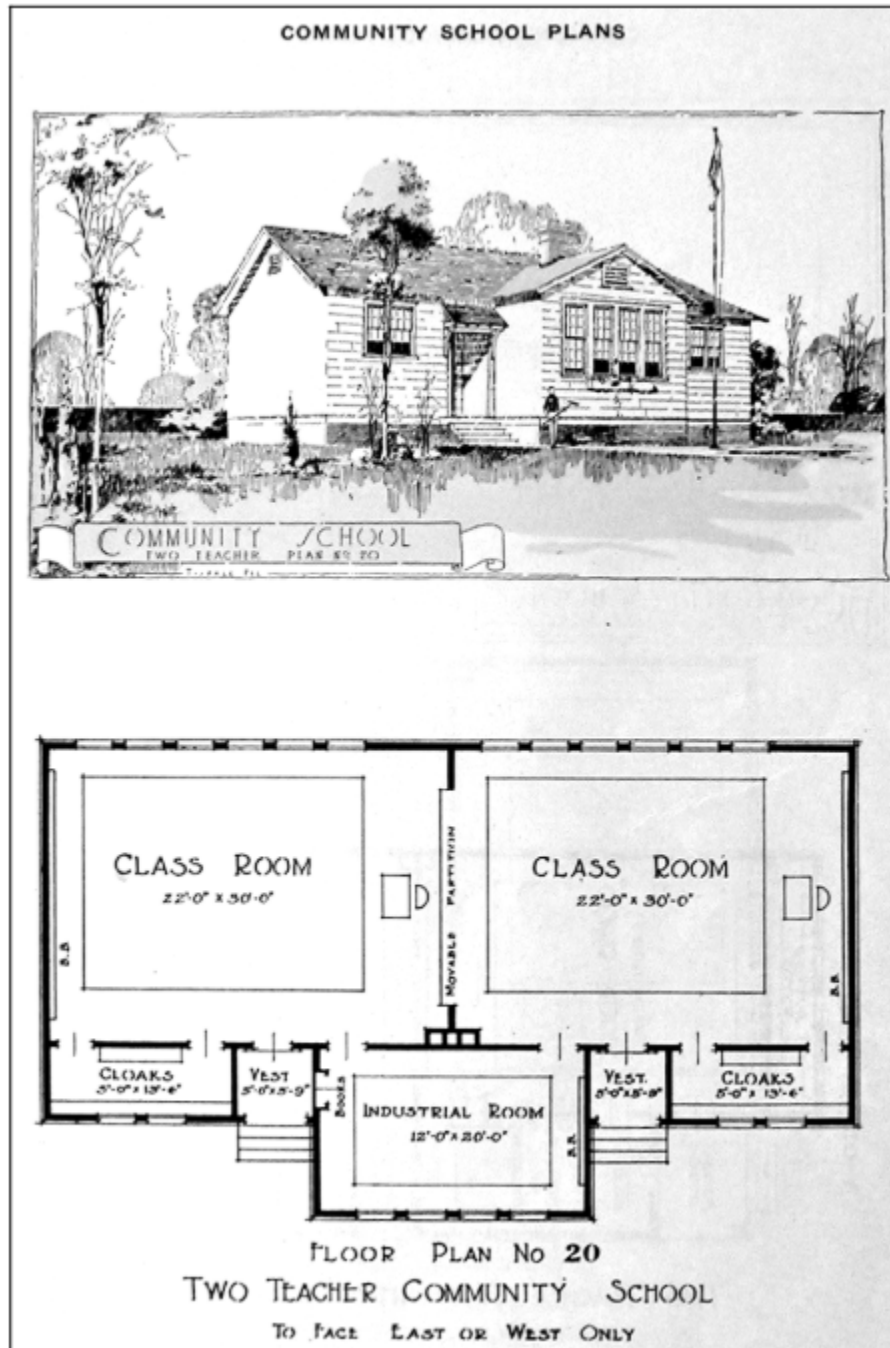 COMMUNITY SCHOOL PLANS
COMMUNITY SCHOOL
TWO TEACHER PLAN No 20
CLASS ROOM
22'-0" X 30'-0"
MOVABLE PARTITION
CLASS ROOM
22'-0" X 30'-0"
B.B.
B.B.
CLOAKS
5'-0" X 13'-6"
VEST
5'-0" X 5'-9"
BOOKS
INDUSTRIAL ROOM
12'-0" X 20'-0"
B.B.
VEST.
5'-0" X 5'-9"
CLOAKS
5'-0" X 13'-6"
FLOOR PLAN No 20
TWO TEACHER COMMUNITY SCHOOL
TO FACE EAST OR WEST ONLY